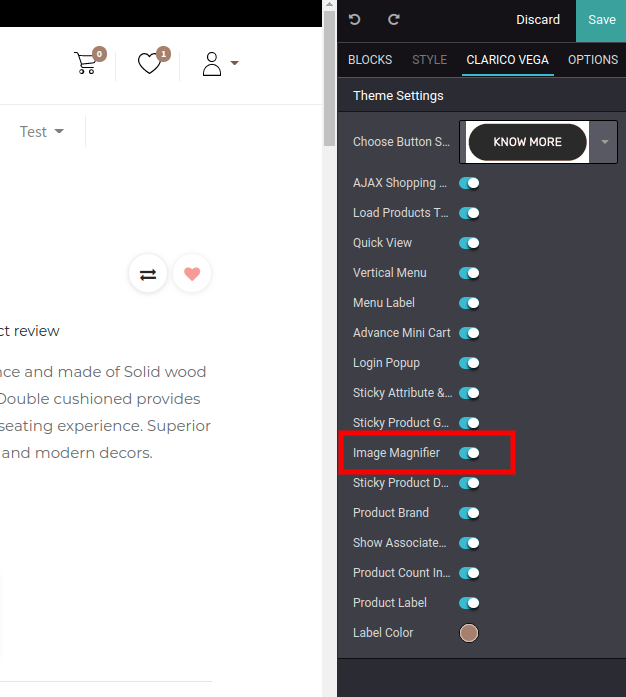 Discard
Save
BLOCKS
STYLE
CLARICO VEGA
OPTIONS
Theme Settings
Choose Button S...
KNOW MORE
AJAX Shopping ...
Load Products T...
Quick View
Vertical Menu
Menu Label
Advance Mini Cart
Login Popup
Sticky Attribute &...
Sticky Product G...
Image Magnifier
Sticky Product D...
Product Brand
Show Associate...
Product Count In...
Product Label
Label Color
0
1
Test
ct review
nce and made of Solid wood
Double cushioned provides
seating experience. Superior
and modern decors.